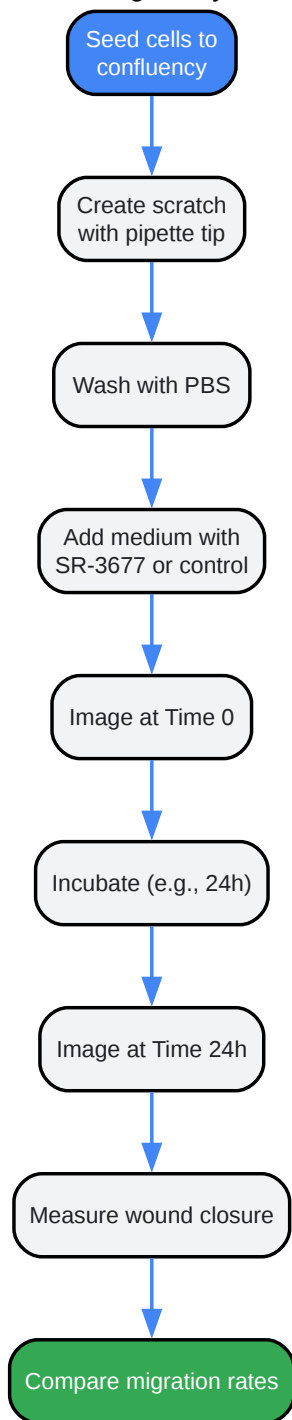 Seed cells to
confluency
Create scratch
with pipette tip
Wash with PBS
Add medium with
SR-3677 or control
Image at Time 0
Incubate (e.g., 24h)
Image at Time 24h
Measure wound closure
Compare migration rates